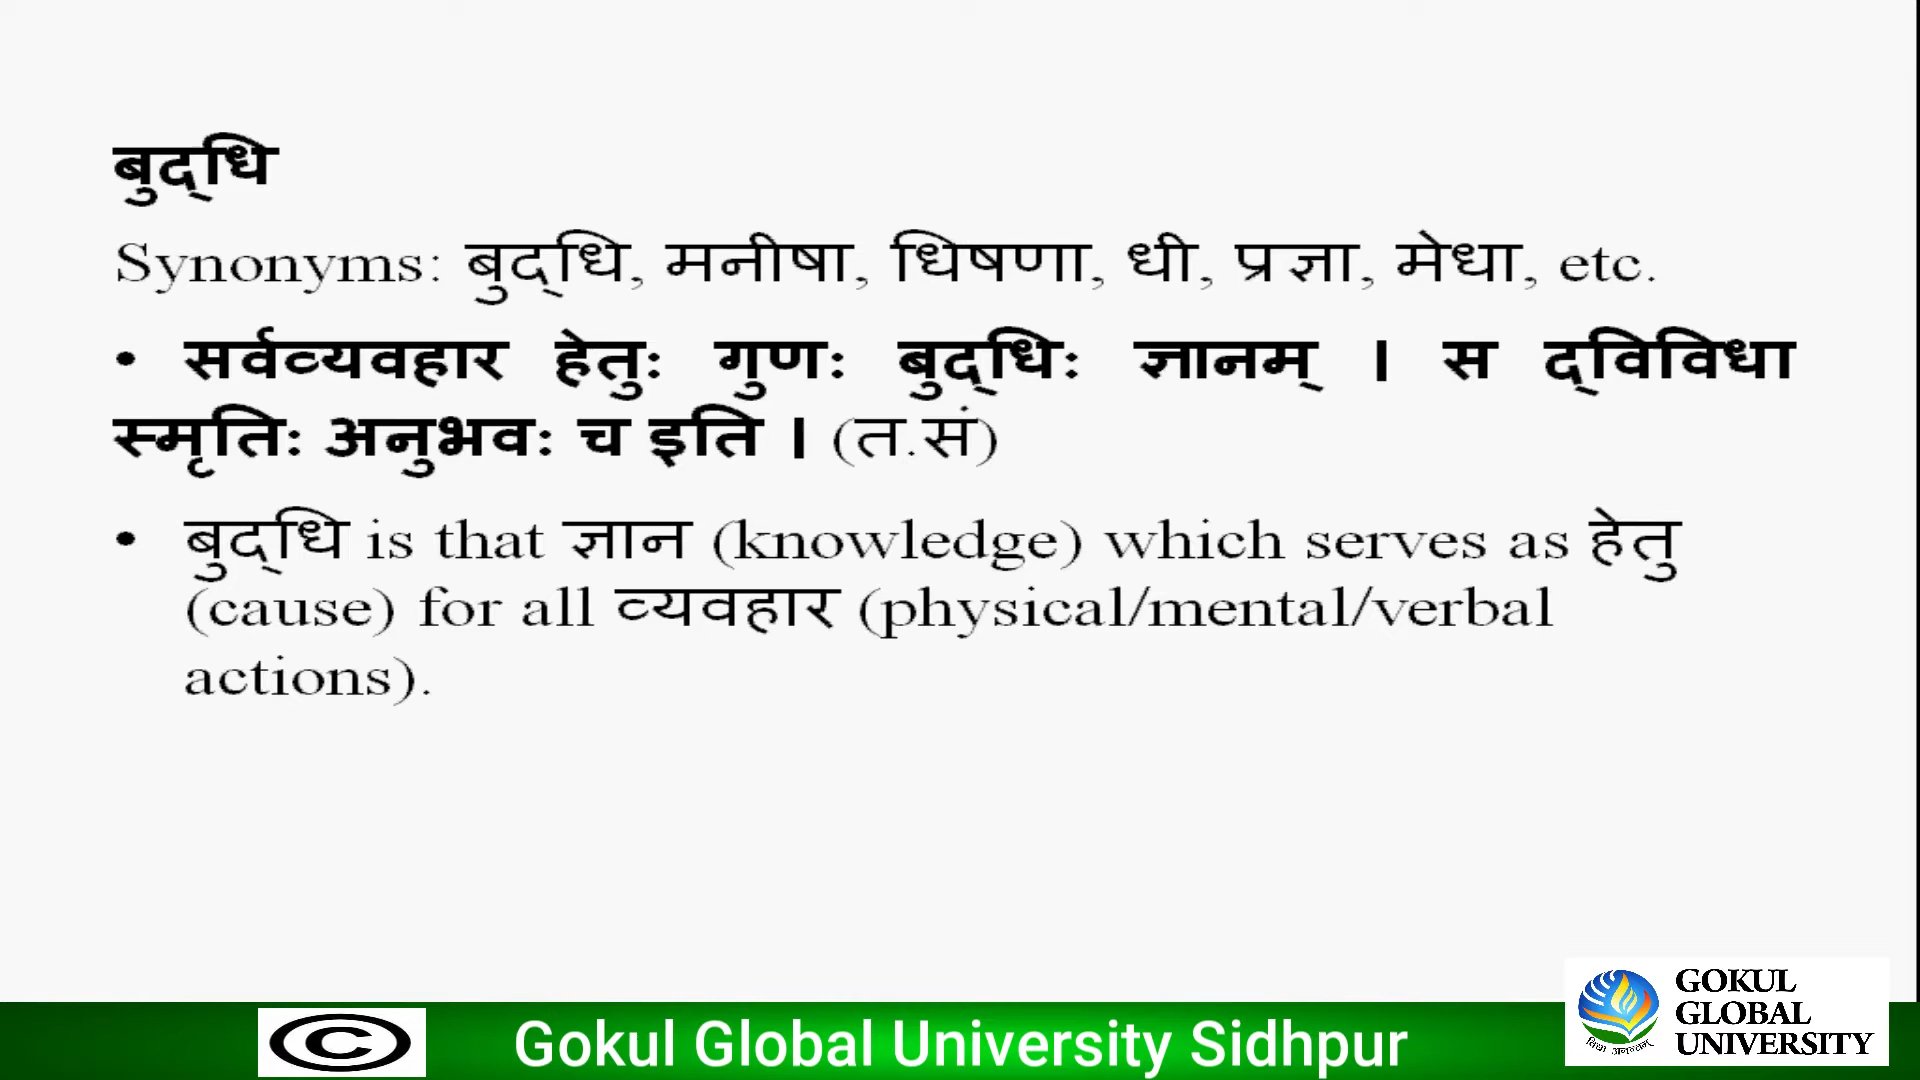 बुद्धि
Synonyms: बुद्धि, मनीषा, धिषणा, धी, प्रज्ञा, मेधा, etc.
• सर्वव्यवहार हेतुः गुणः बुद्धिः ज्ञानम् । स द्विविधा
स्मृतिः अनुभवः च इति । (त.सं)
• बुद्धि is that ज्ञान (knowledge) which serves as हेतु
(cause) for all व्यवहार (physical/mental/verbal
actions).
© Gokul Global University Sidhpur
GOKUL
GLOBAL
UNIVERSITY